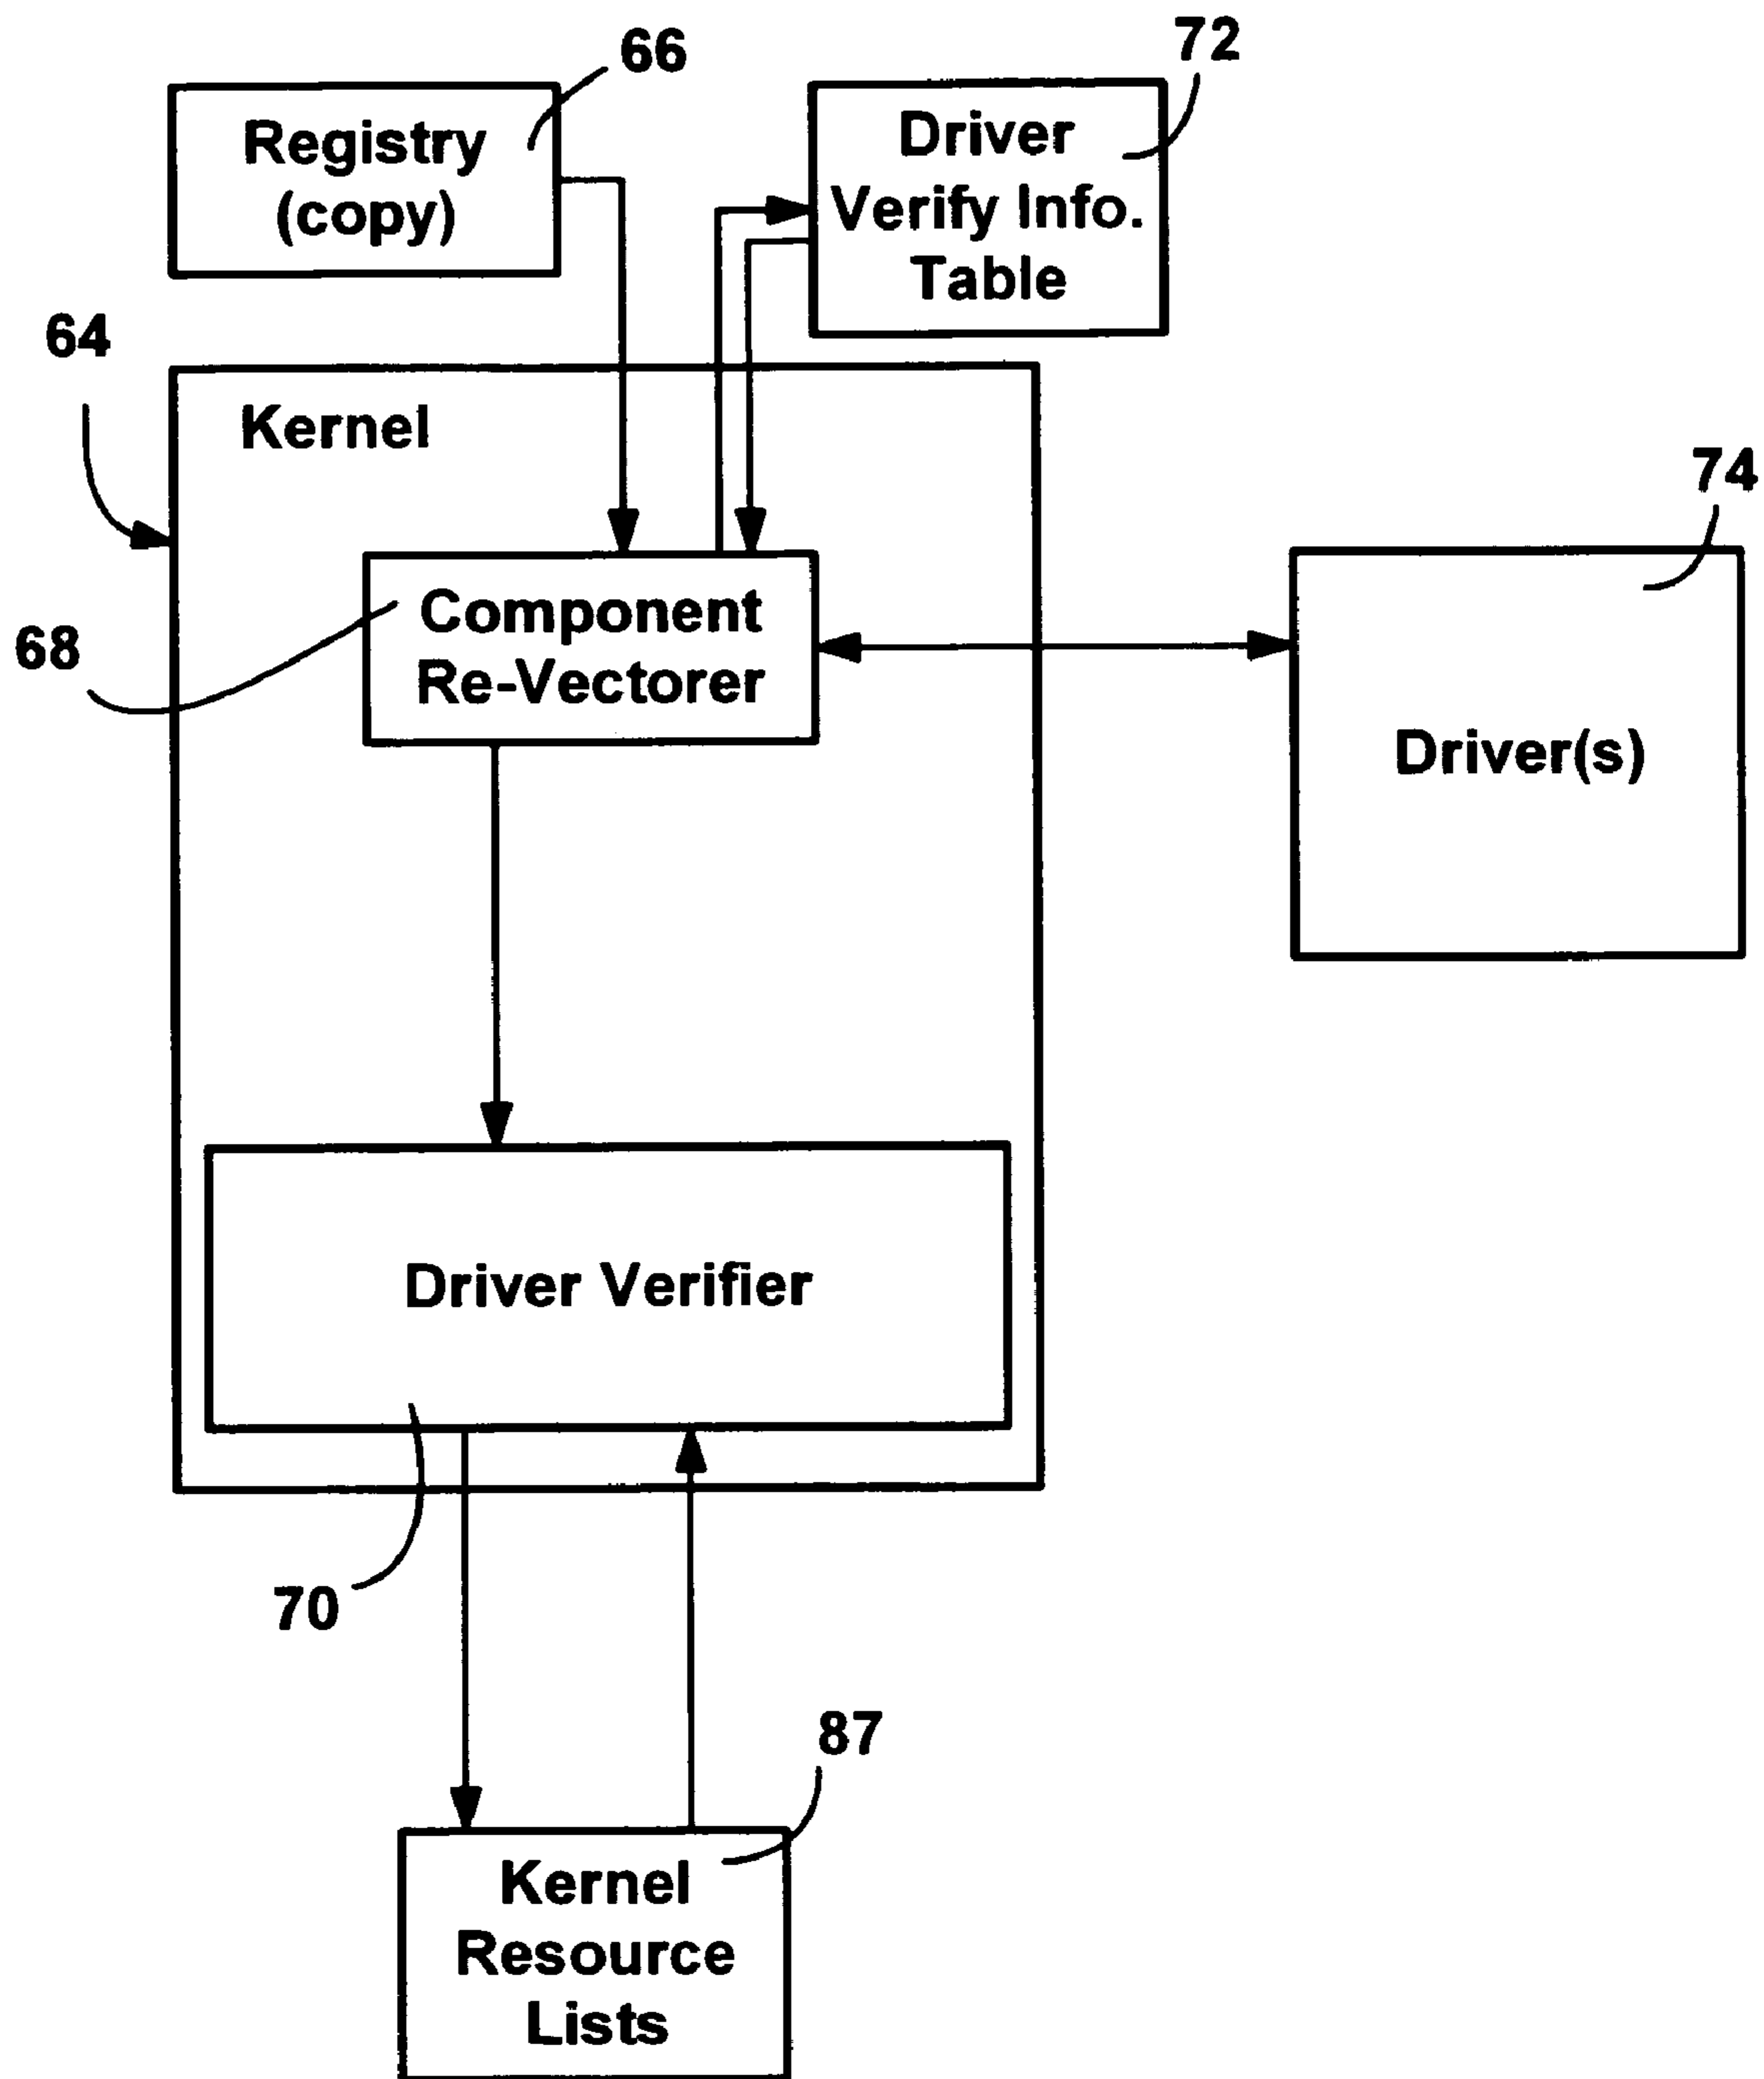 66
72
Registry
(copy)
Driver
Verify Info.
Table
64
Kernel
74
Component
Re-Vectorer
68
Driver(s)
Driver Verifier
70
87
Kernel
Resource
Lists